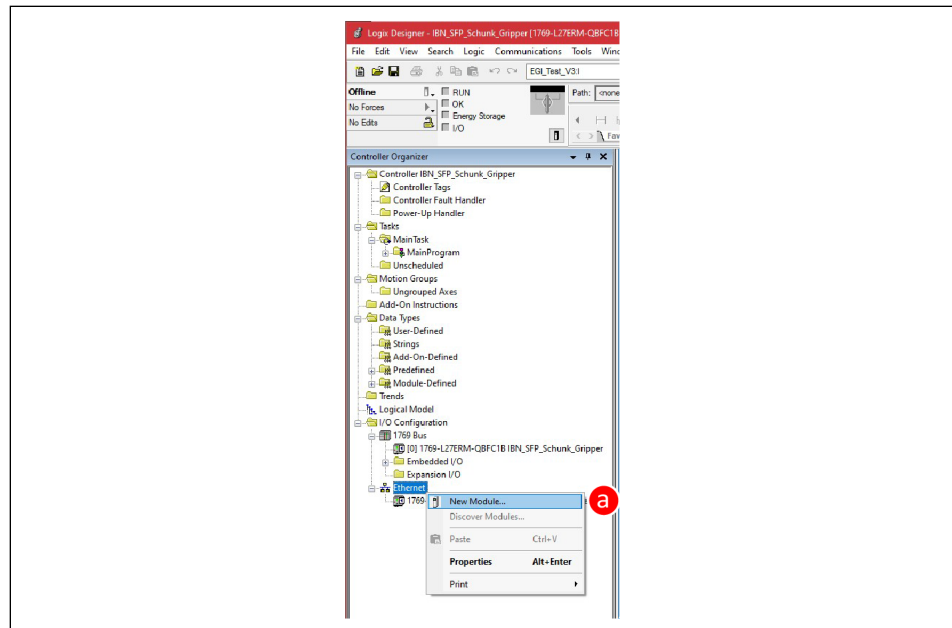 Logix Designer - IBN_SFP_Schunk_Gripper [1769-L27ERM-QBFC1B
File Edit View Search Logic Communications Tools Wind
EGI_Test_V3:I
Offline
RUN
Path: <none
No Forces
OK
Energy Storage
No Edits
I/O
Fav
Controller Organizer
Controller IBN_SFP_Schunk_Gripper
Controller Tags
Controller Fault Handler
Power-Up Handler
Tasks
MainTask
MainProgram
Unscheduled
Motion Groups
Ungrouped Axes
Add-On Instructions
Data Types
User-Defined
Strings
Add-On-Defined
Predefined
Module-Defined
Trends
Logical Model
I/O Configuration
1769 Bus
[0] 1769-L27ERM-QBFC1B IBN_SFP_Schunk_Gripper
Embedded I/O
Expansion I/O
Ethernet
1769-
New Module...
a
Discover Modules...
Paste Ctrl+V
Properties Alt+Enter
Print